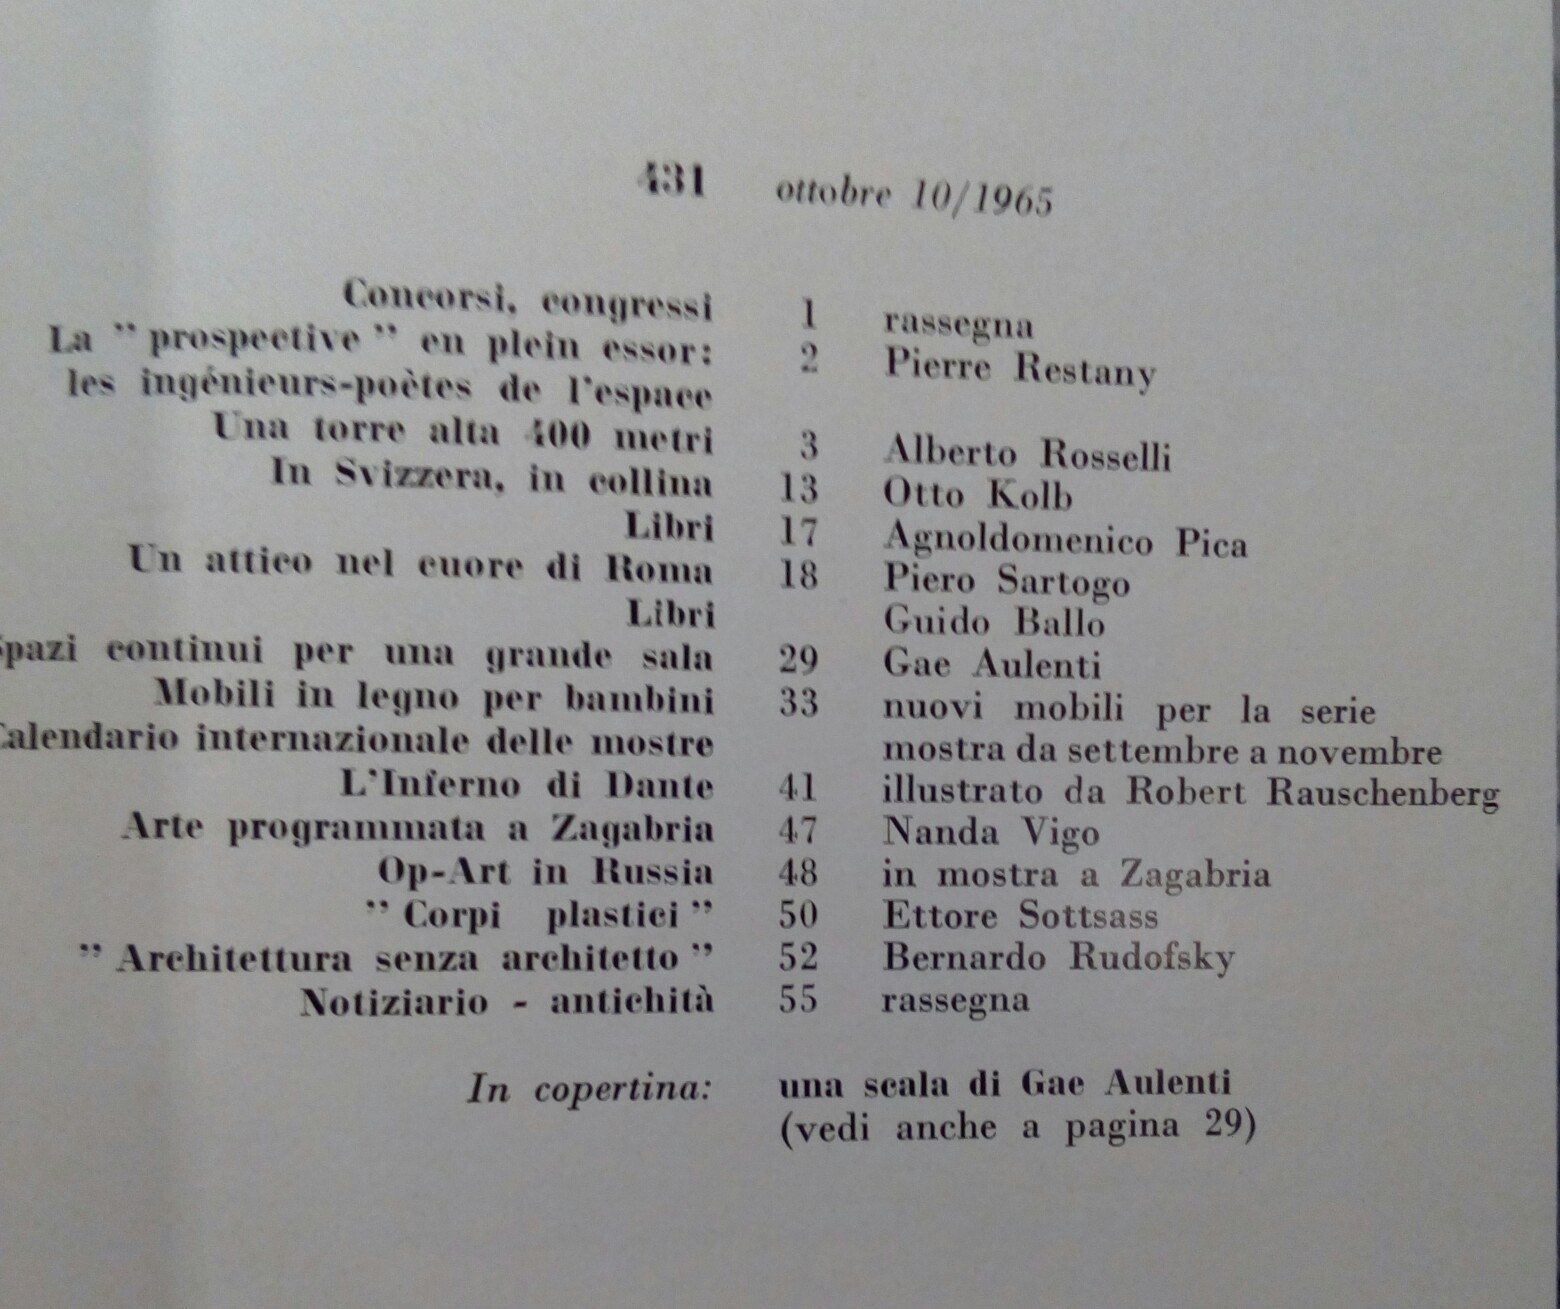 431 ottobre 10/1965
Concorsi, congressi 1 rassegna
La " prospective " en plein essor: 2 Pierre Restany
les ingénieurs-poètes de l'espace
Una torre alta 400 metri 3 Alberto Rosselli
In Svizzera, in collina 13 Otto Kolb
Libri 17 Agnoldomenico Pica
Un attico nel cuore di Roma 18 Piero Sartogo
Libri Guido Ballo
Spazi continui per una grande sala 29 Gae Aulenti
Mobili in legno per bambini 33 nuovi mobili per la serie
Calendario internazionale delle mostre mostra da settembre a novembre
L'Inferno di Dante 41 illustrato da Robert Rauschenberg
Arte programmata a Zagabria 47 Nanda Vigo
Op-Art in Russia 48 in mostra a Zagabria
" Corpi plastici " 50 Ettore Sottsass
" Architettura senza architetto " 52 Bernardo Rudofsky
Notiziario - antichità 55 rassegna
In copertina: una scala di Gae Aulenti
(vedi anche a pagina 29)